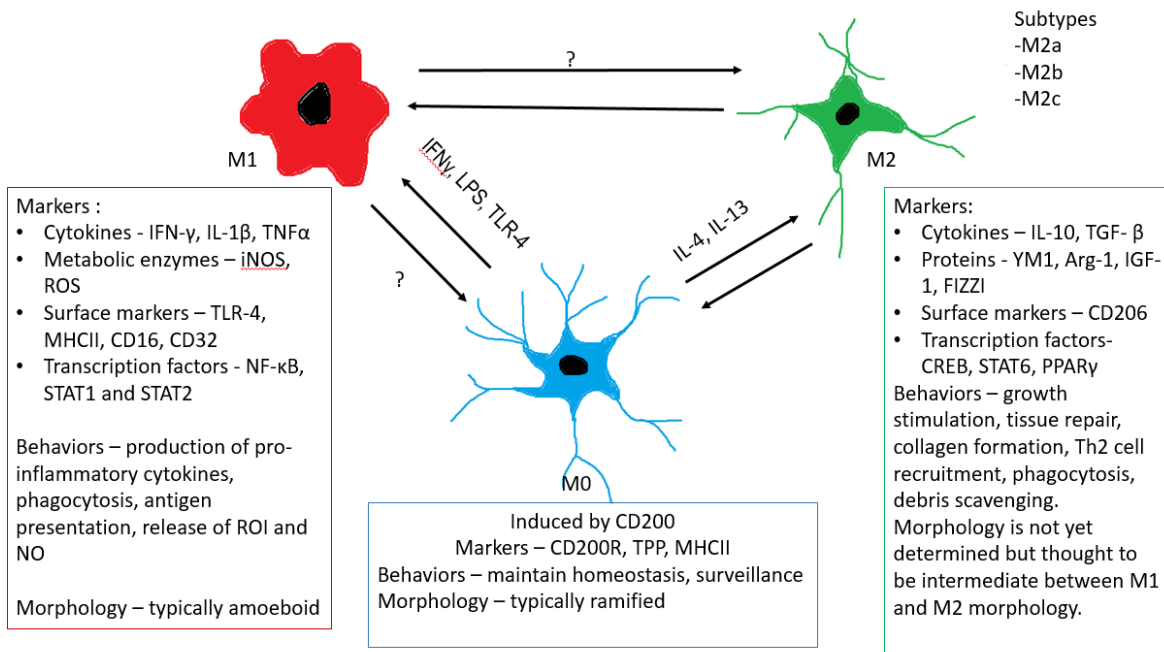 Subtypes
-M2a
-M2b
-M2c
?
M1
M2
IFNγ, LPS, TLR-4
IL-4, IL-13
?
Markers :
• Cytokines - IFN-γ, IL-1β, TNFα
• Metabolic enzymes – iNOS,
ROS
• Surface markers – TLR-4,
MHCII, CD16, CD32
• Transcription factors - NF-κB,
STAT1 and STAT2
Behaviors – production of pro-
inflammatory cytokines,
phagocytosis, antigen
presentation, release of ROI and
NO
Morphology – typically amoeboid
M0
Induced by CD200
Markers – CD200R, TPP, MHCII
Behaviors – maintain homeostasis, surveillance
Morphology – typically ramified
Markers:
• Cytokines – IL-10, TGF- β
• Proteins - YM1, Arg-1, IGF-
1, FIZZI
• Surface markers – CD206
• Transcription factors-
CREB, STAT6, PPARγ
Behaviors – growth
stimulation, tissue repair,
collagen formation, Th2 cell
recruitment, phagocytosis,
debris scavenging.
Morphology is not yet
determined but thought to
be intermediate between M1
and M2 morphology.